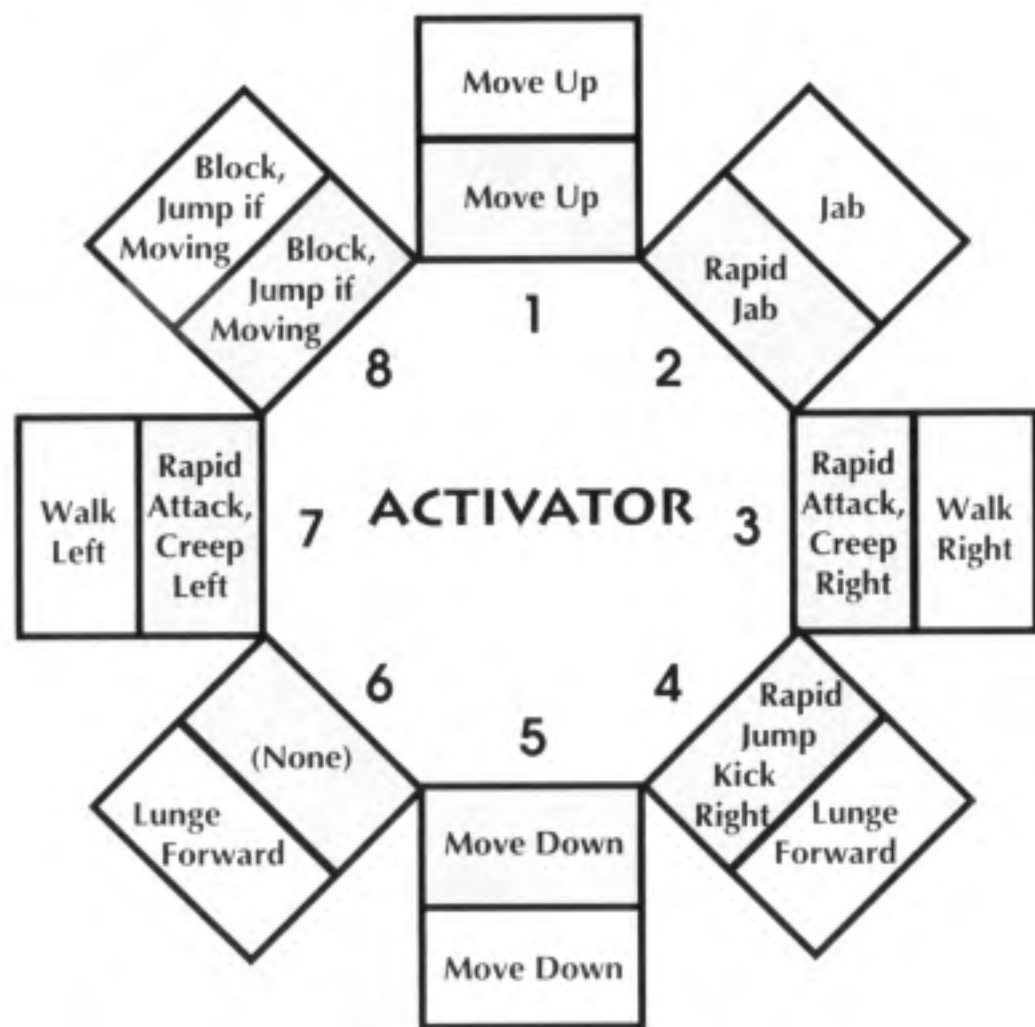 Move Up
Move Up
1
Jab
Rapid
Jab
2
Rapid
Attack,
Creep
Right
Walk
Right
3
Rapid
Jump
Kick
Right
Lunge
Forward
4
5
Move Down
Move Down
6
(None)
Lunge
Forward
7
Walk
Left
Rapid
Attack,
Creep
Left
8
Block,
Jump if
Moving
Block,
Jump if
Moving
ACTIVATOR